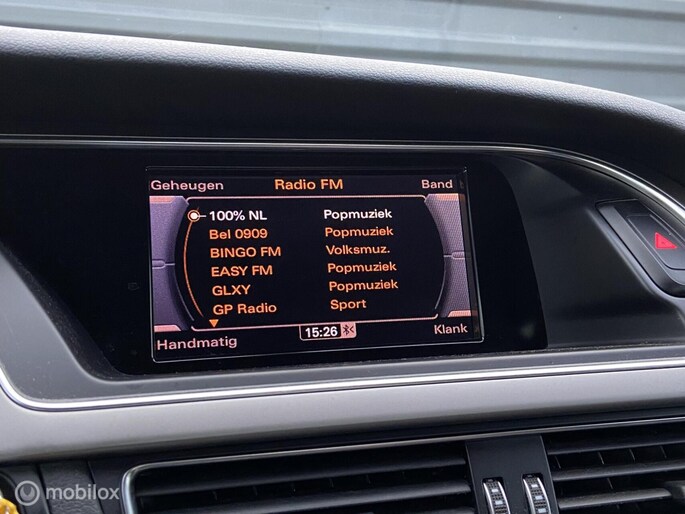 Geheugen Radio FM Band
100% NL Popmuziek
Bel 0909 Popmuziek
BINGO FM Volksmuz.
EASY FM Popmuziek
GLXY Popmuziek
GP Radio Sport
15:26
Handmatig Klank
mobilox